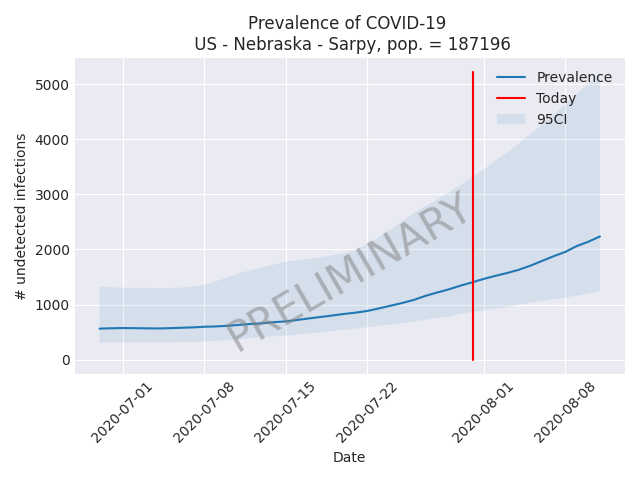 Prevalence of COVID-19
US - Nebraska - Sarpy, pop. = 187196
Prevalence
Today
95CI
5000
4000
3000
2000
1000
0
# undetected infections
PRELIMINARY
2020-07-01
2020-07-08
2020-07-15
2020-07-22
2020-08-01
2020-08-08
Date